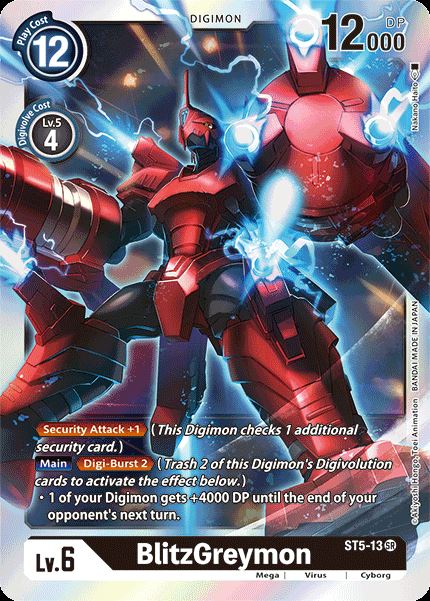 DIGIMON
Play Cost
12
DP
12000
Digivolve Cost
Lv.5
4
Nakano Haito
Security Attack +1 (This Digimon checks 1 additional
security card.)
Main Digi-Burst 2 (Trash 2 of this Digimon's Digivolution
cards to activate the effect below.)
• 1 of your Digimon gets +4000 DP until the end of your
opponent's next turn.
©Akiyoshi Hongo, Toei Animation ・ BANDAI MADE IN JAPAN
Lv.6
BlitzGreymon
ST5-13 SR
Mega | Virus | Cyborg